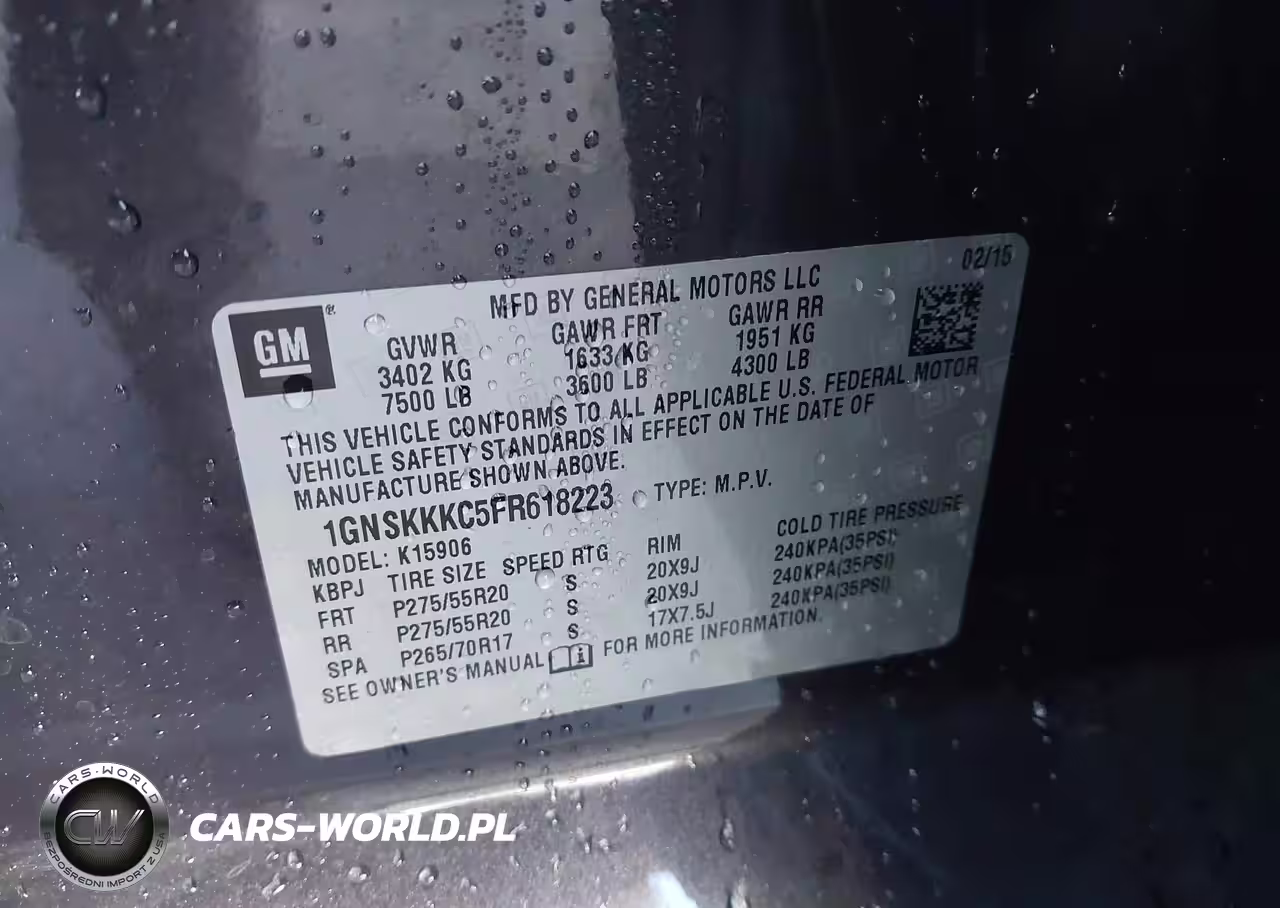 02/15
MFD BY GENERAL MOTORS LLC
GM
GVWR GAWR FRT GAWR RR
3402 KG 1633 KG 1951 KG
7500 LB 3600 LB 4300 LB
THIS VEHICLE CONFORMS TO ALL APPLICABLE U.S. FEDERAL MOTOR
VEHICLE SAFETY STANDARDS IN EFFECT ON THE DATE OF
MANUFACTURE SHOWN ABOVE.
1GNSKKKC5FR618223 TYPE: M.P.V.
MODEL: K15906
KBPJ TIRE SIZE SPEED RTG RIM COLD TIRE PRESSURE
FRT P275/55R20 S 20X9J 240KPA(35PSI)
RR P275/55R20 S 20X9J 240KPA(35PSI)
SPA P265/70R17 S 17X7.5J 240KPA(35PSI)
SEE OWNER'S MANUAL FOR MORE INFORMATION.
CARS-WORLD
CW
BEZPOŚREDNI IMPORT Z USA
CARS-WORLD.PL